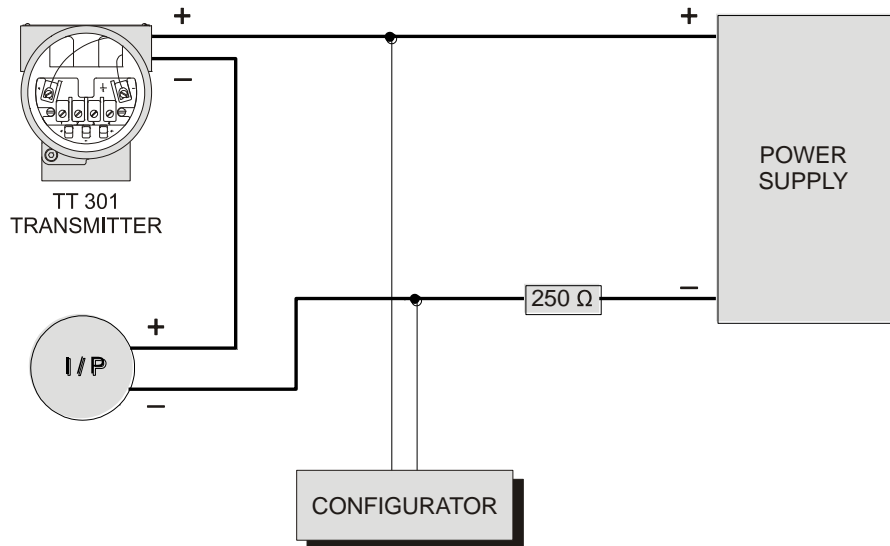 +
+
−
TT 301
TRANSMITTER
POWER
SUPPLY
250 Ω
−
+
I / P
−
CONFIGURATOR